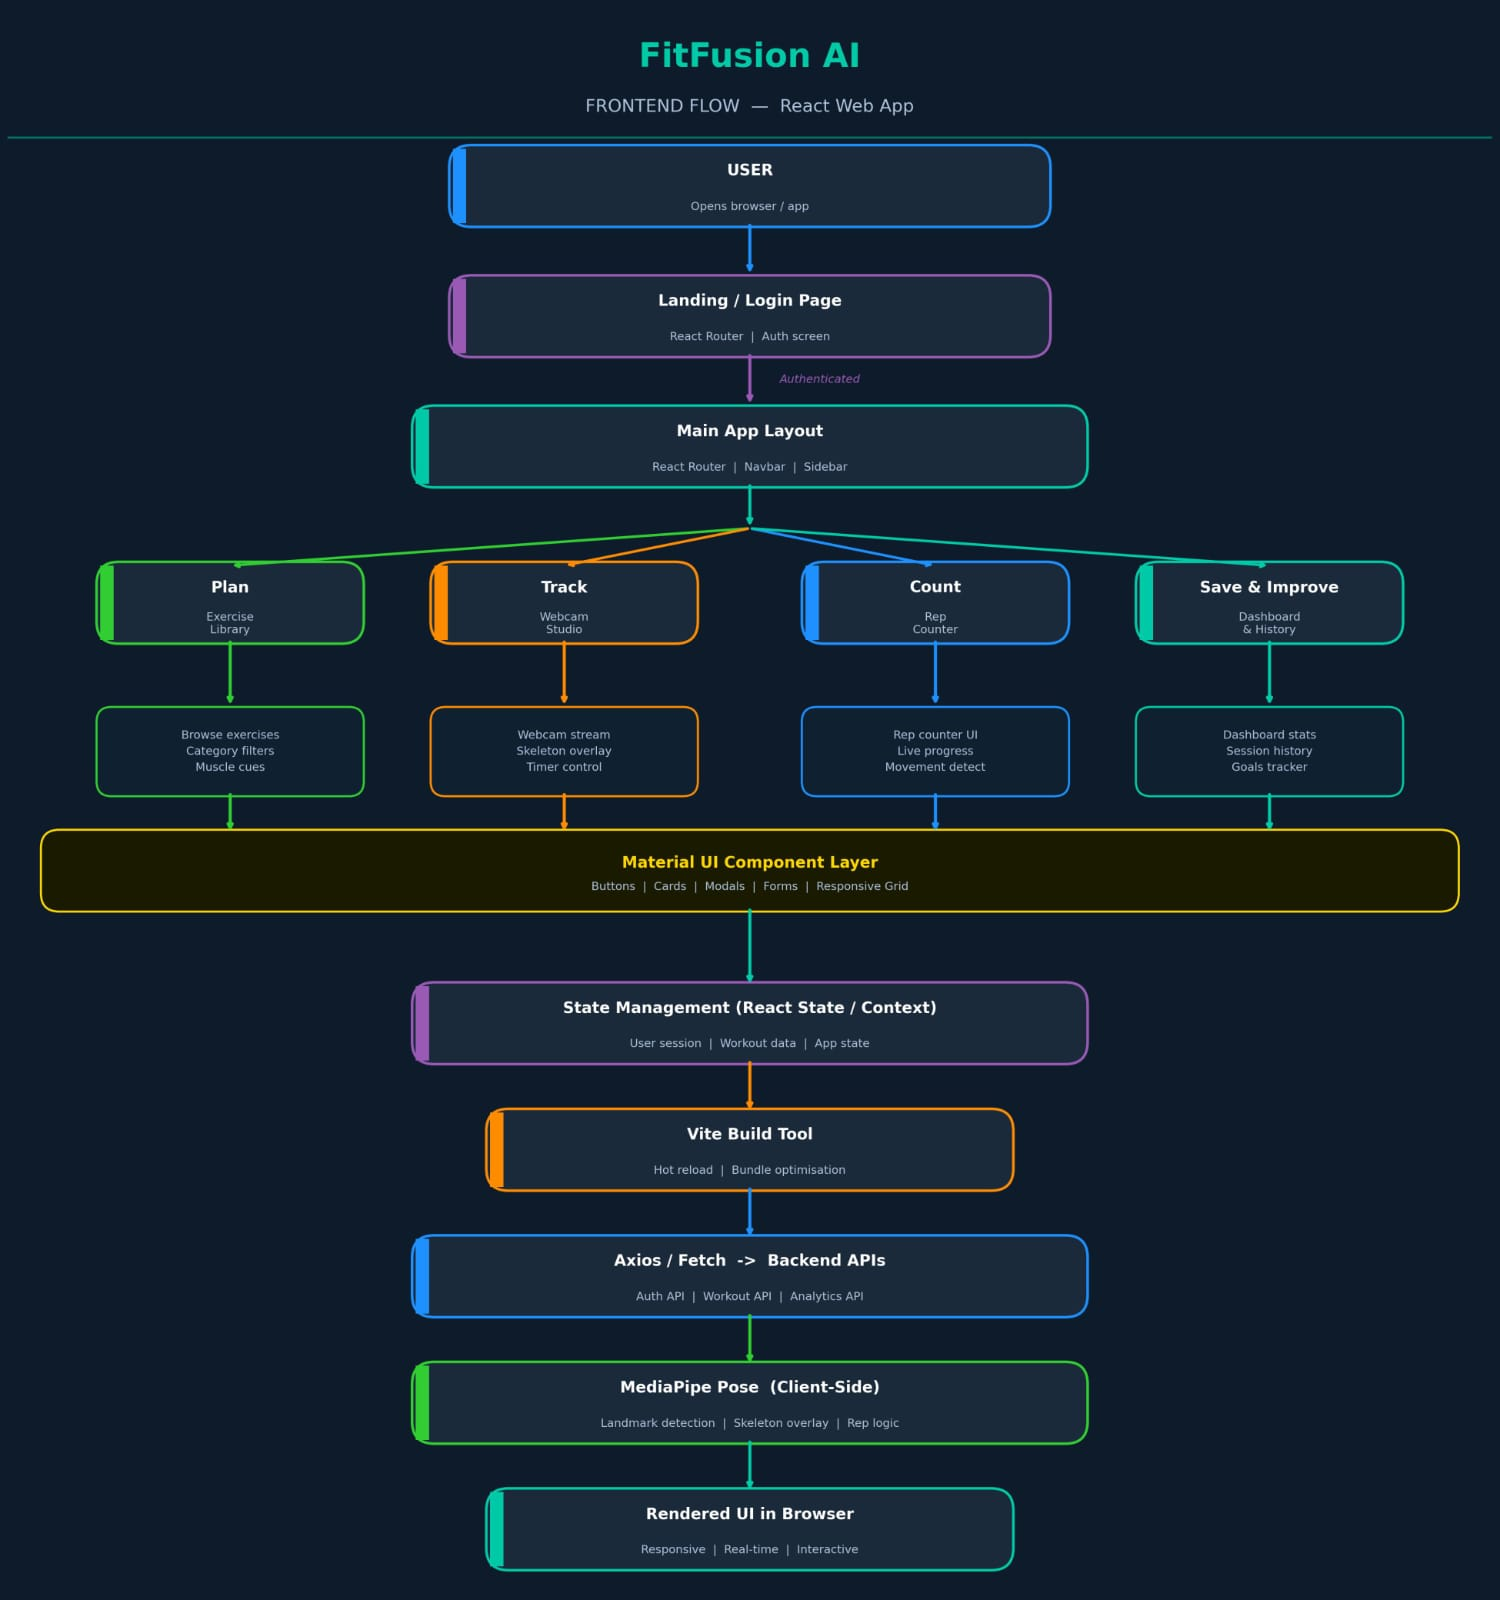 FitFusion AI
FRONTEND FLOW — React Web App
USER
Opens browser / app
Landing / Login Page
React Router | Auth screen
Authenticated
Main App Layout
React Router | Navbar | Sidebar
Plan
Exercise
Library
Track
Webcam
Studio
Count
Rep
Counter
Save & Improve
Dashboard
& History
Browse exercises
Category filters
Muscle cues
Webcam stream
Skeleton overlay
Timer control
Rep counter UI
Live progress
Movement detect
Dashboard stats
Session history
Goals tracker
Material UI Component Layer
Buttons | Cards | Modals | Forms | Responsive Grid
State Management (React State / Context)
User session | Workout data | App state
Vite Build Tool
Hot reload | Bundle optimisation
Axios / Fetch -> Backend APIs
Auth API | Workout API | Analytics API
MediaPipe Pose (Client-Side)
Landmark detection | Skeleton overlay | Rep logic
Rendered UI in Browser
Responsive | Real-time | Interactive